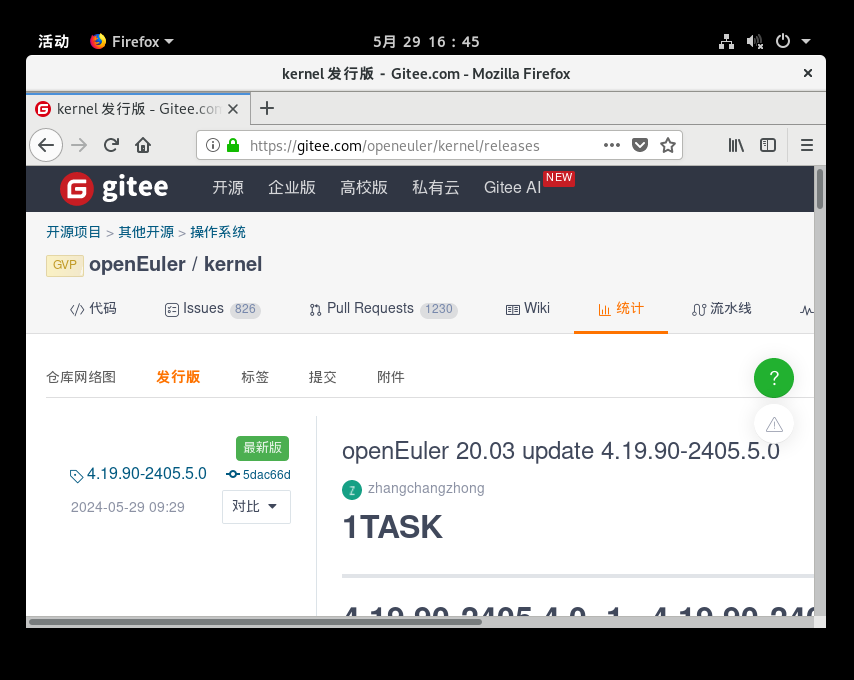 活动 Firefox 5月 29 16：45
kernel 发行版 - Gitee.com - Mozilla Firefox
kernel 发行版 - Gitee.con
https://gitee.com/openeuler/kernel/releases
gitee 开源 企业版 高校版 私有云 Gitee AI NEW
开源项目 > 其他开源 > 操作系统
GVP openEuler / kernel
代码 Issues 826 Pull Requests 1230 Wiki 统计 流水线
仓库网络图 发行版 标签 提交 附件
?
最新版
4.19.90-2405.5.0 5dac66d
2024-05-29 09:29 对比
openEuler 20.03 update 4.19.90-2405.5.0
Z zhangchangzhong
1TASK